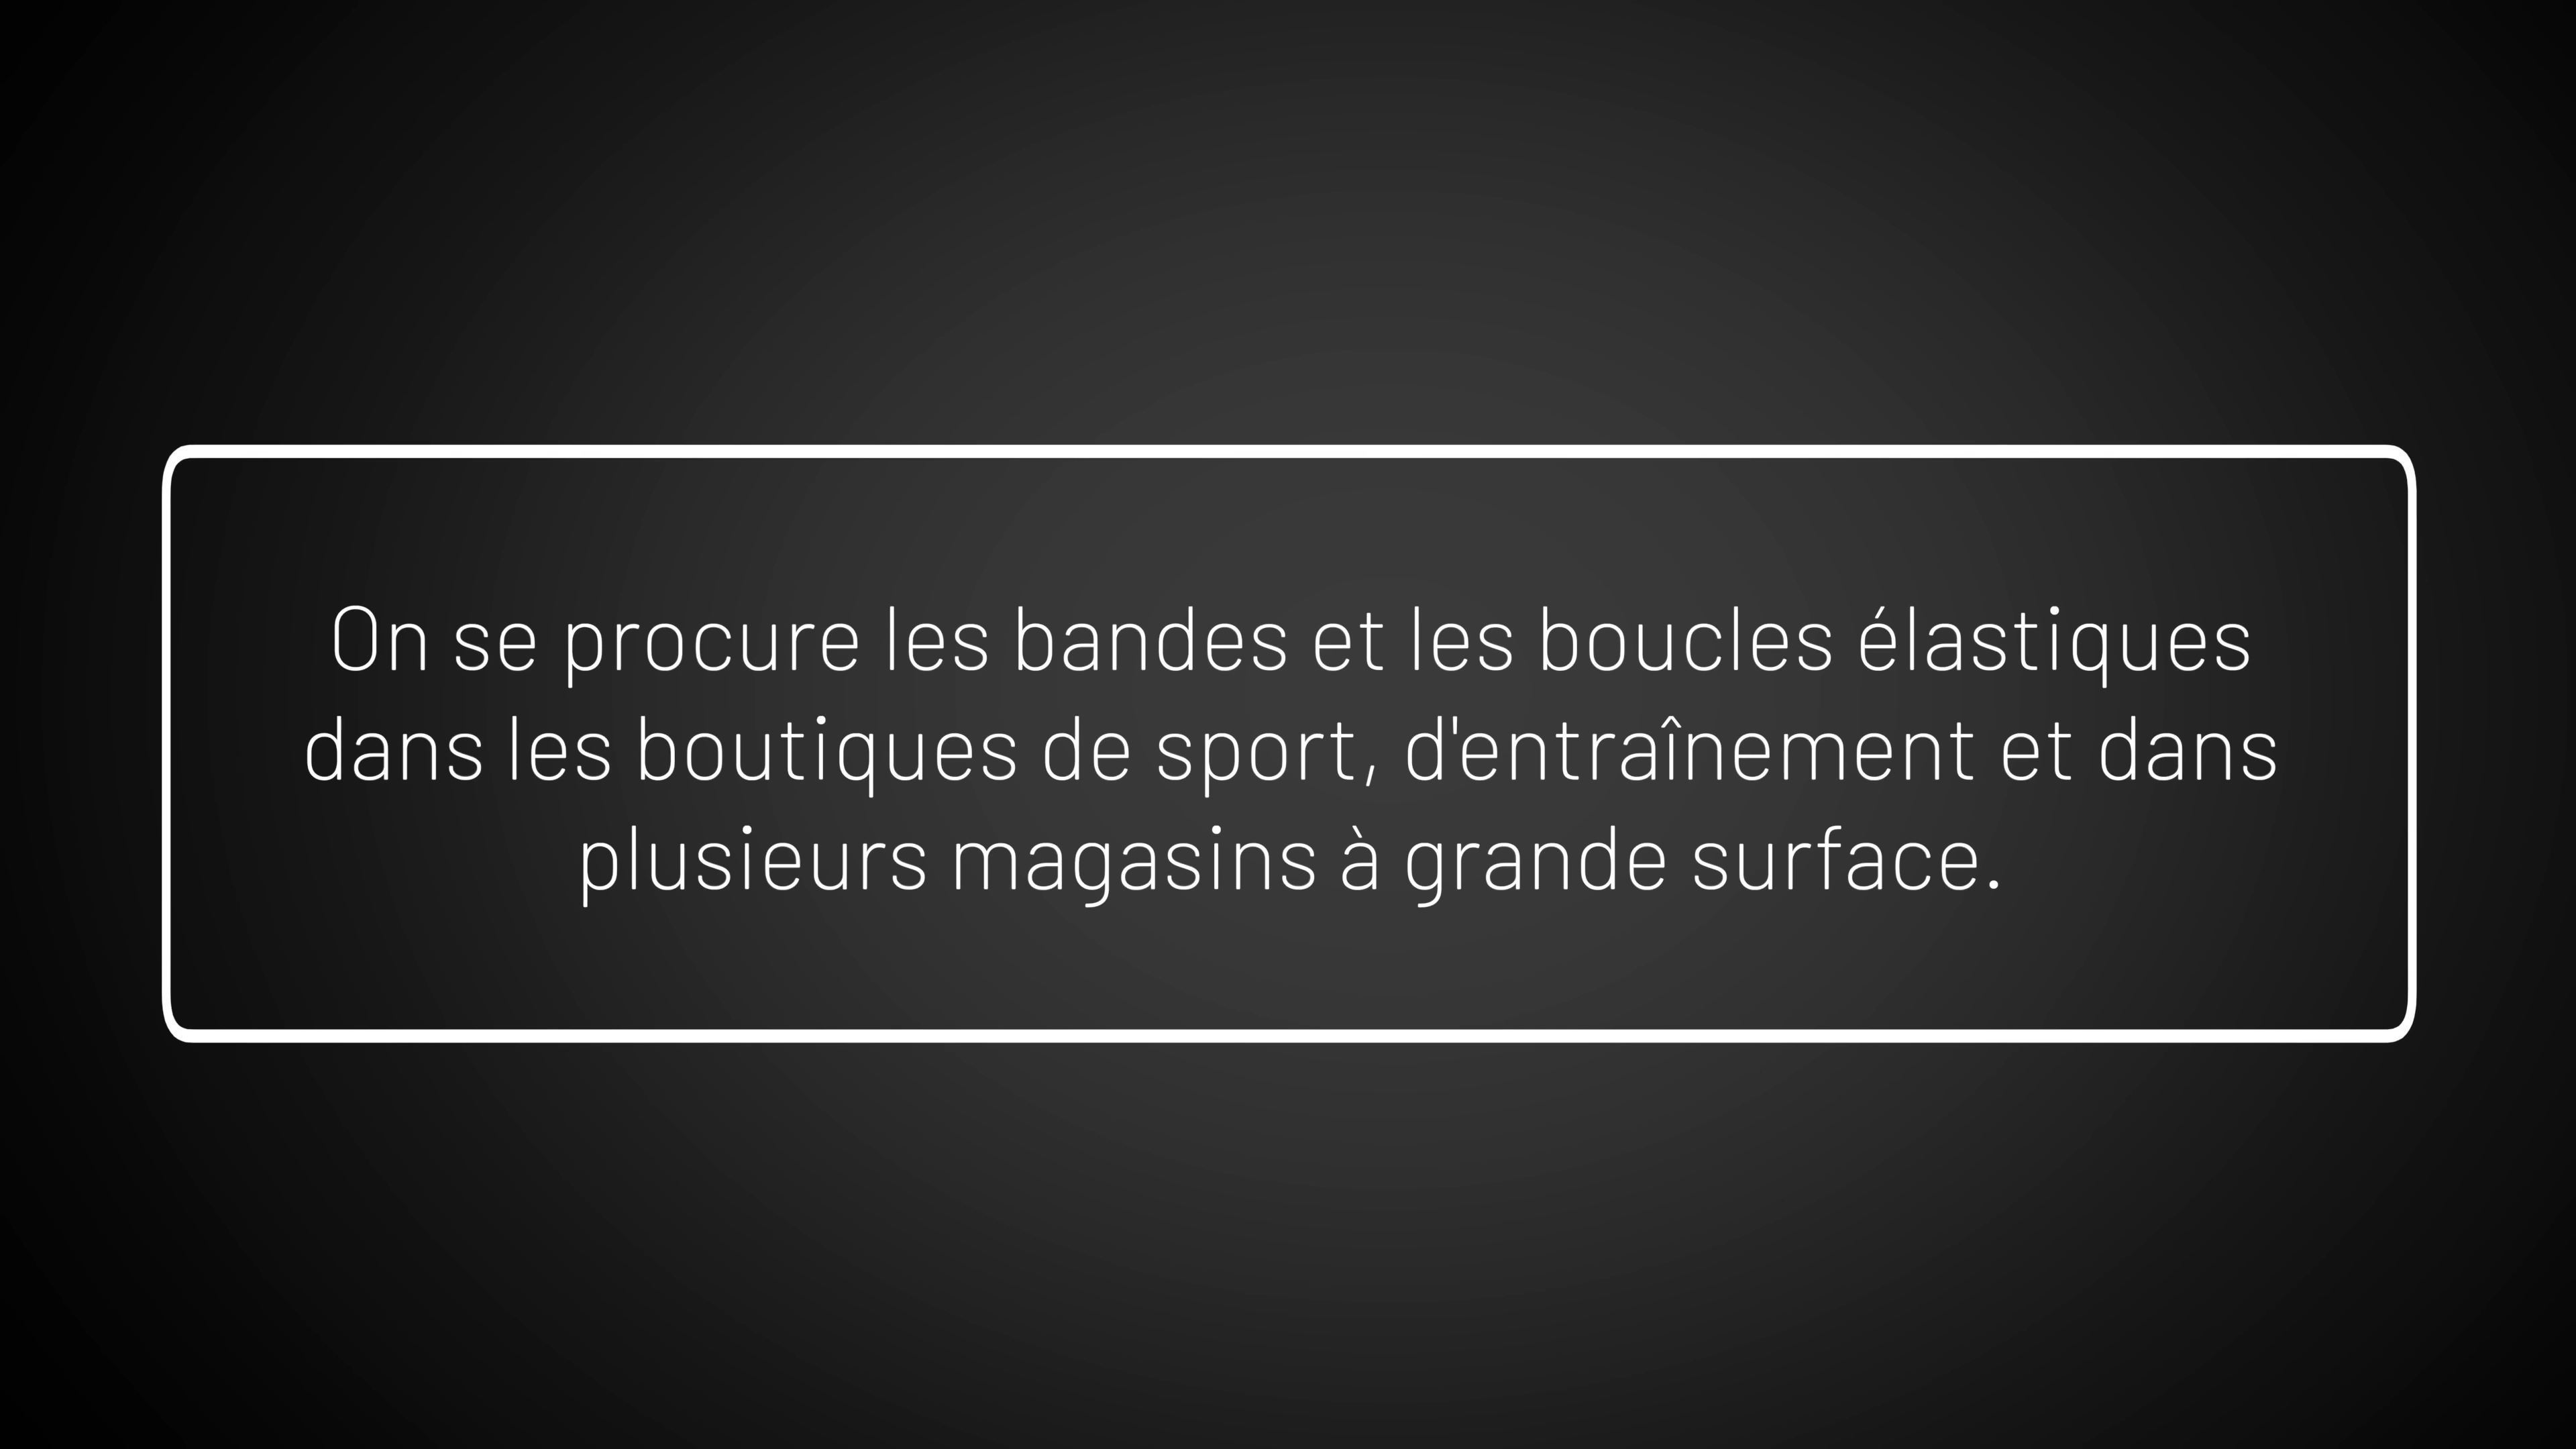 On se procure les bandes et les boucles élastiques
dans les boutiques de sport, d'entraînement et dans
plusieurs magasins à grande surface.